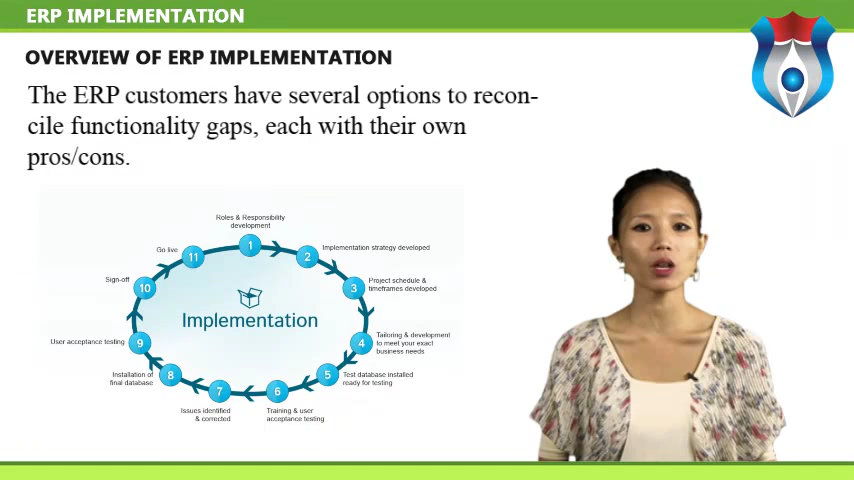 ERP IMPLEMENTATION
OVERVIEW OF ERP IMPLEMENTATION
The ERP customers have several options to recon-
cile functionality gaps, each with their own
pros/cons.
Roles & Responsibility
development
1
Implementation strategy developed
2
Project schedule &
timeframes developed
3
Tailoring & development
to meet your exact
business needs
4
Test database installed
ready for testing
5
Training & user
acceptance testing
6
Issues identified
& corrected
7
Installation of
final database
8
User acceptance testing
9
Sign-off
10
Go live
11
Implementation